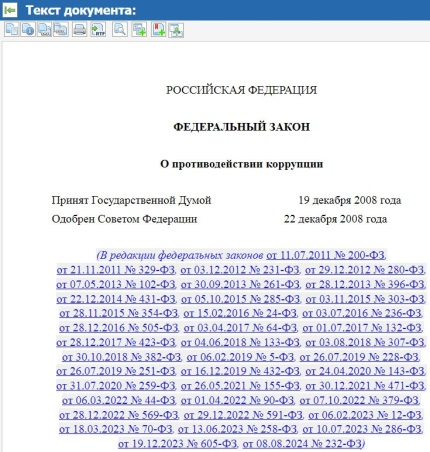 Текст документа:
РОССИЙСКАЯ ФЕДЕРАЦИЯ
ФЕДЕРАЛЬНЫЙ ЗАКОН
О противодействии коррупции
Принят Государственной Думой 19 декабря 2008 года
Одобрен Советом Федерации 22 декабря 2008 года
(В редакции федеральных законов от 11.07.2011 № 200-ФЗ,
от 21.11.2011 № 329-ФЗ, от 03.12.2012 № 231-ФЗ, от 29.12.2012 № 280-ФЗ,
от 07.05.2013 № 102-ФЗ, от 30.09.2013 № 261-ФЗ, от 28.12.2013 № 396-ФЗ,
от 22.12.2014 № 431-ФЗ, от 05.10.2015 № 285-ФЗ, от 03.11.2015 № 303-ФЗ,
от 28.11.2015 № 354-ФЗ, от 15.02.2016 № 24-ФЗ, от 03.07.2016 № 236-ФЗ,
от 28.12.2016 № 505-ФЗ, от 03.04.2017 № 64-ФЗ, от 01.07.2017 № 132-ФЗ,
от 28.12.2017 № 423-ФЗ, от 04.06.2018 № 133-ФЗ, от 03.08.2018 № 307-ФЗ,
от 30.10.2018 № 382-ФЗ, от 06.02.2019 № 5-ФЗ, от 26.07.2019 № 228-ФЗ,
от 26.07.2019 № 251-ФЗ, от 16.12.2019 № 432-ФЗ, от 24.04.2020 № 143-ФЗ,
от 31.07.2020 № 259-ФЗ, от 26.05.2021 № 155-ФЗ, от 30.12.2021 № 471-ФЗ,
от 06.03.2022 № 44-ФЗ, от 01.04.2022 № 90-ФЗ, от 07.10.2022 № 379-ФЗ,
от 28.12.2022 № 569-ФЗ, от 29.12.2022 № 591-ФЗ, от 06.02.2023 № 12-ФЗ,
от 18.03.2023 № 70-ФЗ, от 13.06.2023 № 258-ФЗ, от 10.07.2023 № 286-ФЗ,
от 19.12.2023 № 605-ФЗ, от 08.08.2024 № 232-ФЗ)